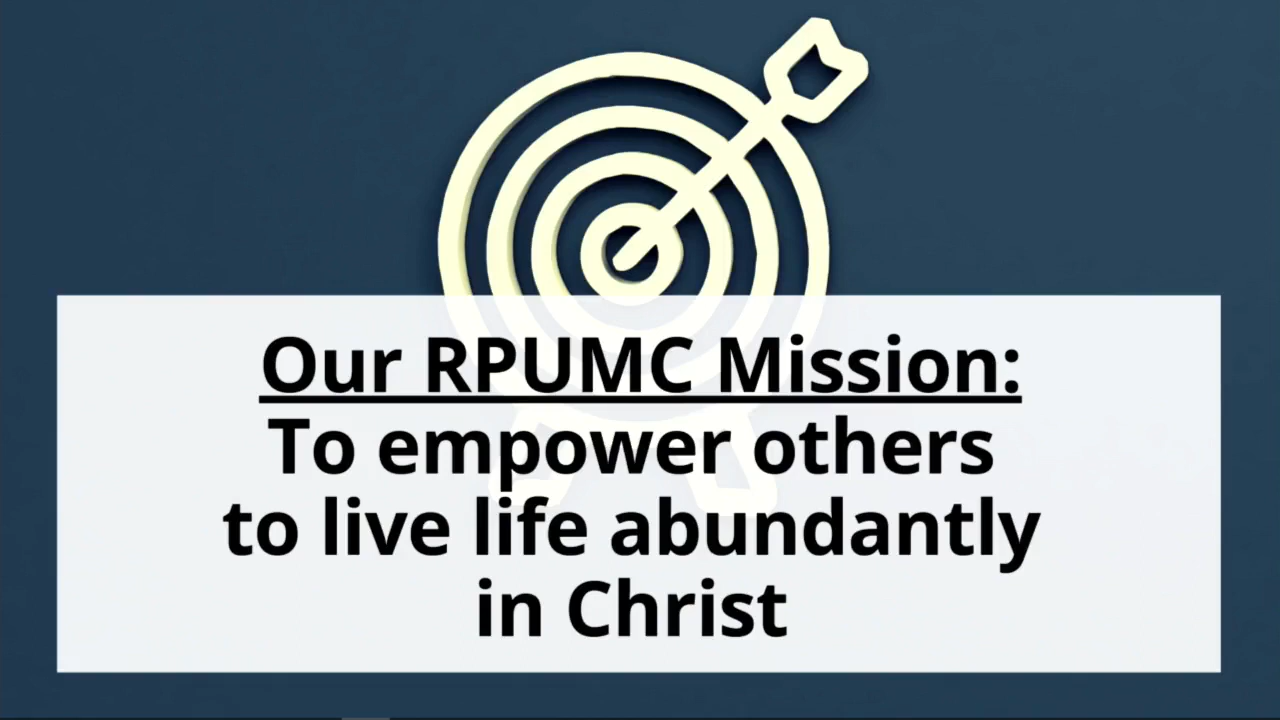 Our RPUMC Mission:
To empower others
to live life abundantly
in Christ